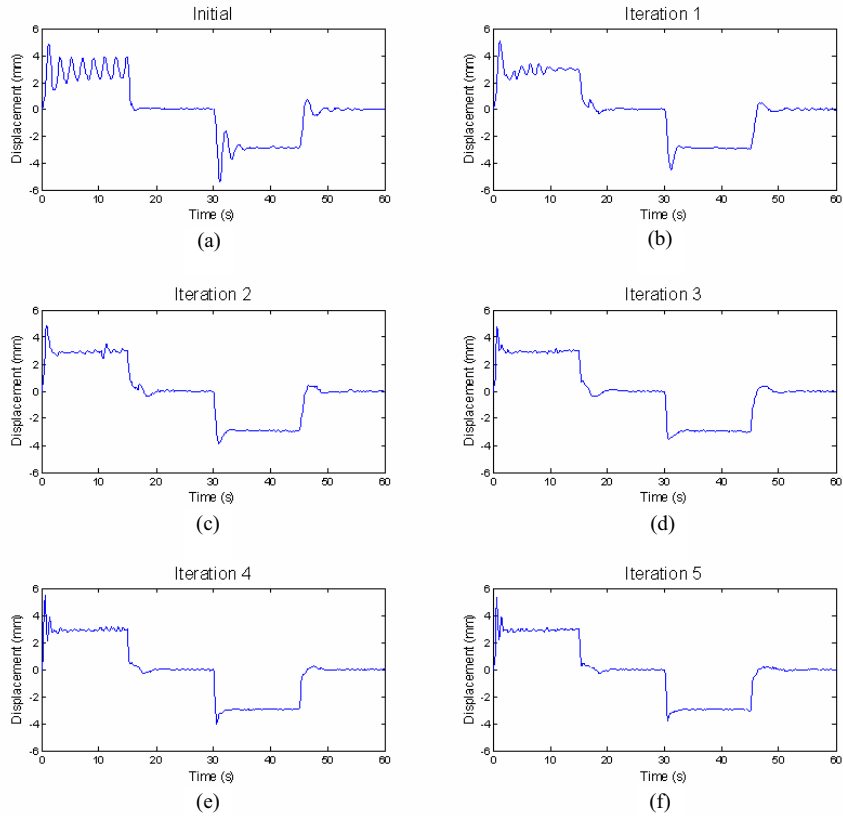 Initial
Displacement (mm)
6
4
2
0
-2
-4
-6
0 10 20 30 40 50 60
Time (s)
(a)
Iteration 1
Displacement (mm)
6
4
2
0
-2
-4
-6
0 10 20 30 40 50 60
Time (s)
(b)
Iteration 2
Displacement (mm)
6
4
2
0
-2
-4
-6
0 10 20 30 40 50 60
Time (s)
(c)
Iteration 3
Displacement (mm)
6
4
2
0
-2
-4
-6
0 10 20 30 40 50 60
Time (s)
(d)
Iteration 4
Displacement (mm)
6
4
2
0
-2
-4
-6
0 10 20 30 40 50 60
Time (s)
(e)
Iteration 5
Displacement (mm)
6
4
2
0
-2
-4
-6
0 10 20 30 40 50 60
Time (s)
(f)